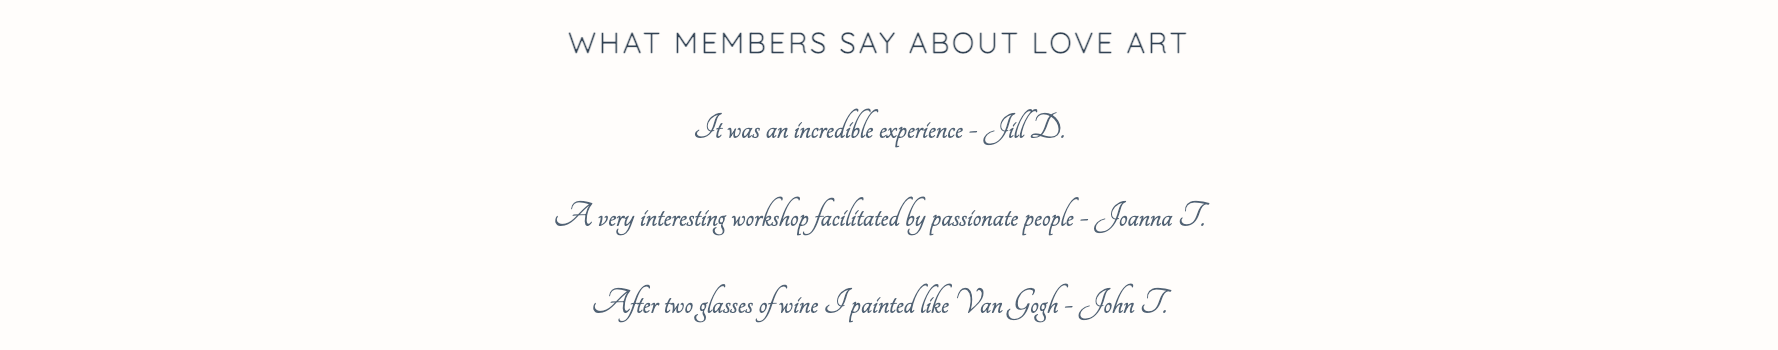 WHAT MEMBERS SAY ABOUT LOVE ART
It was an incredible experience - Jill D.
A very interesting workshop facilitated by passionate people - Joanna T.
After two glasses of wine I painted like Van Gogh - John T.